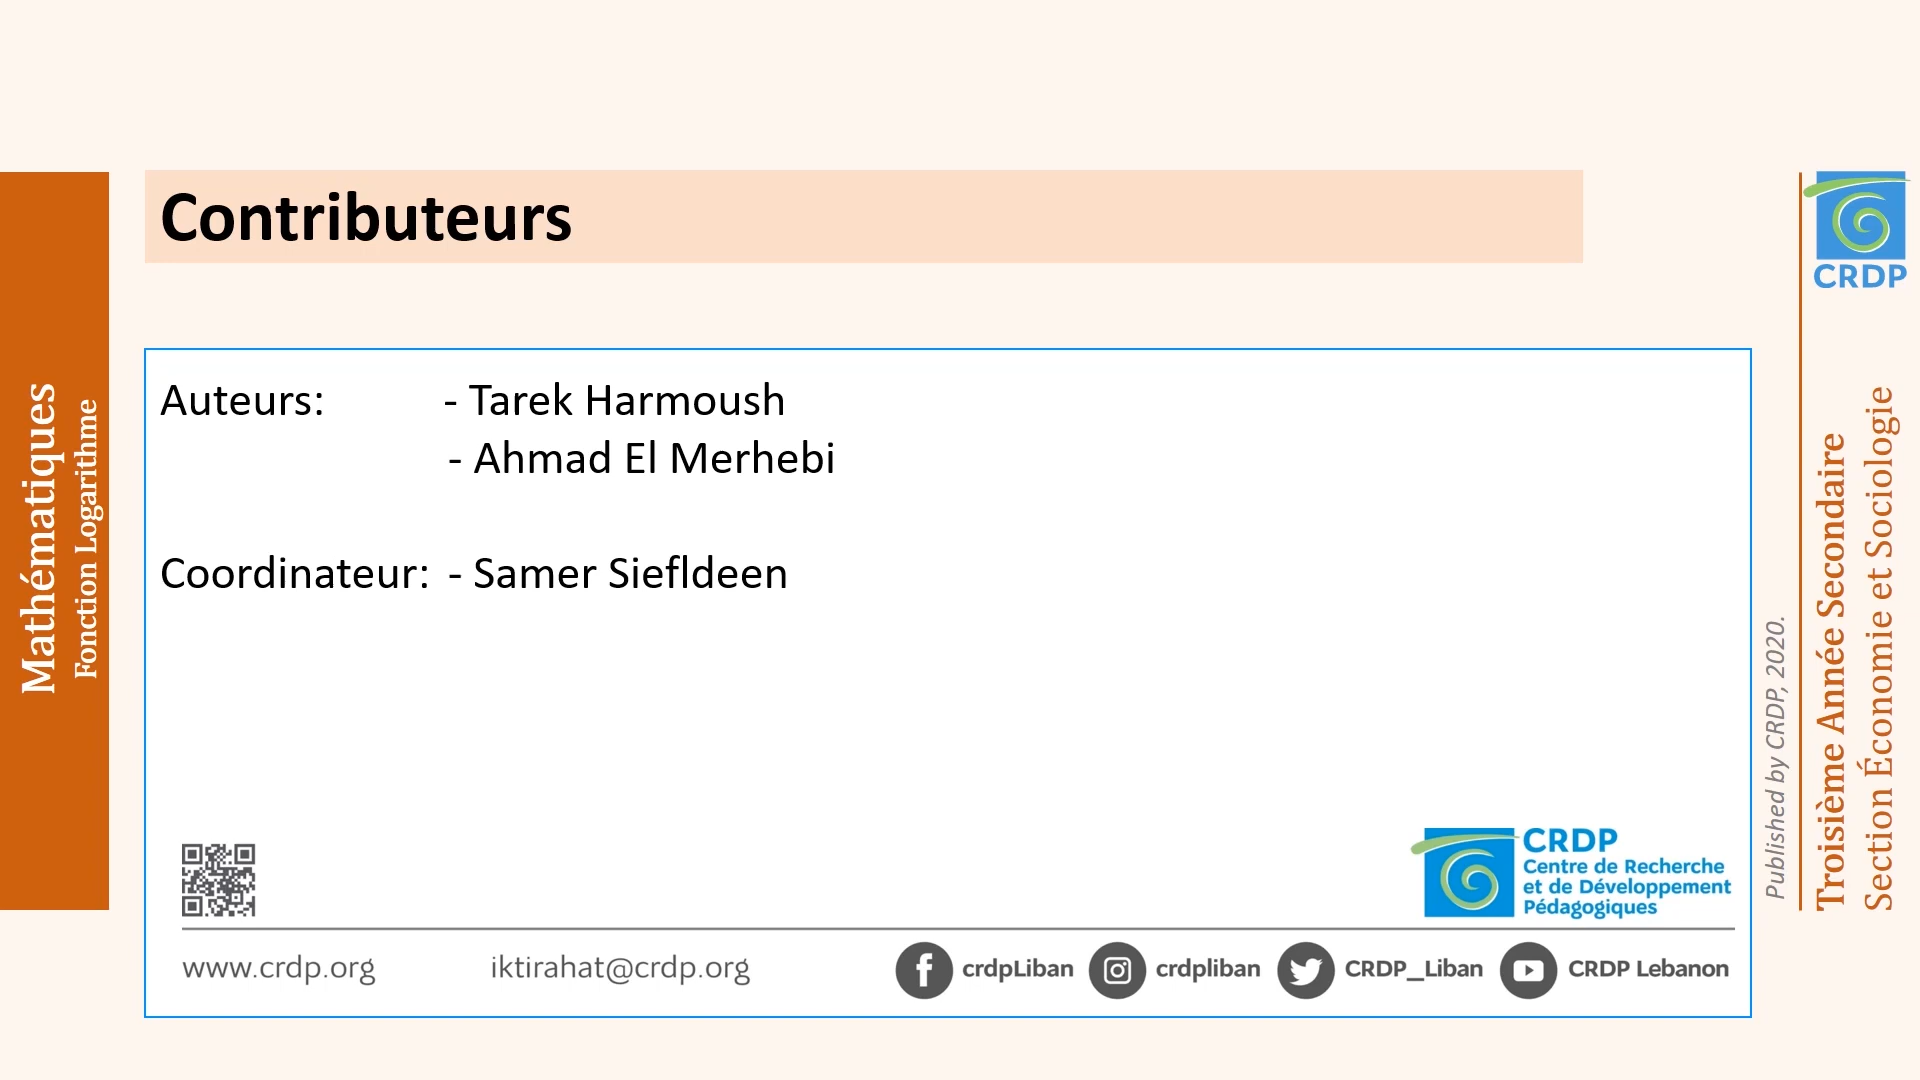 Mathématiques
Fonction Logarithme
Contributeurs
Auteurs: - Tarek Harmoush
- Ahmad El Merhebi
Coordinateur: - Samer Siefldeen
CRDP
Centre de Recherche
et de Développement
Pédagogiques
www.crdp.org iktirahat@crdp.org crdpLiban crdpliban CRDP_Liban CRDP Lebanon
Published by CRDP, 2020.
CRDP
Troisième Année Secondaire
Section Économie et Sociologie